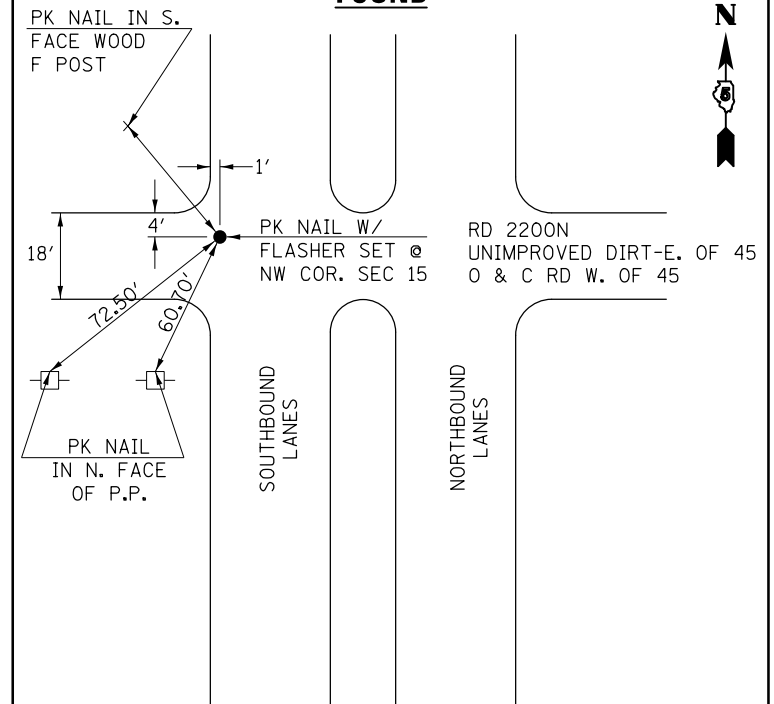 PK NAIL IN S.
FACE WOOD
F POST
N
5
1'
4'
18'
PK NAIL W/
FLASHER SET @
NW COR. SEC 15
RD 2200N
UNIMPROVED DIRT-E. OF 45
O & C RD W. OF 45
72.50'
60.70'
SOUTHBOUND
LANES
NORTHBOUND
LANES
PK NAIL
IN N. FACE
OF P.P.